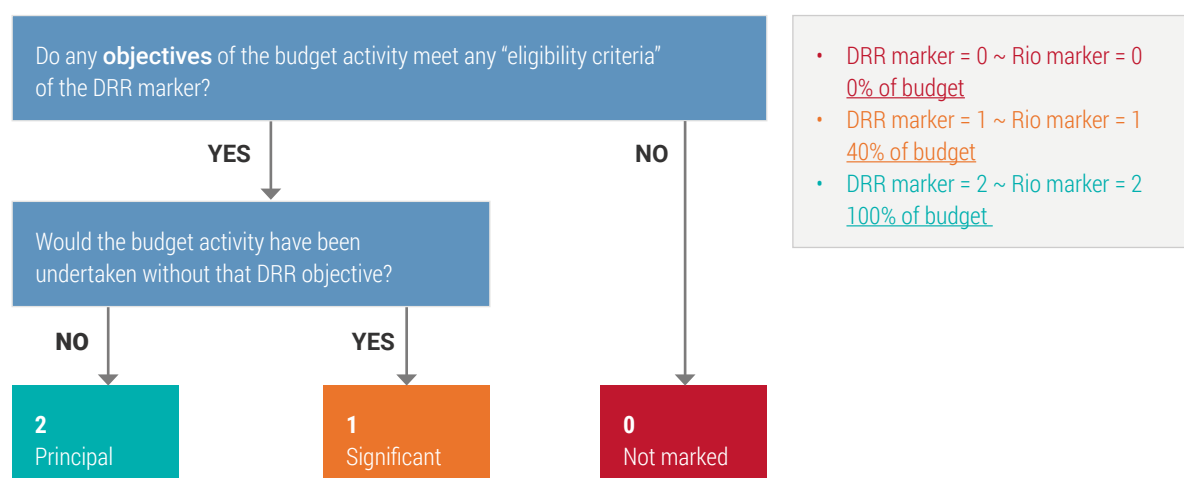 Do any objectives of the budget activity meet any “eligibility criteria”
of the DRR marker?
YES
NO
Would the budget activity have been
undertaken without that DRR objective?
NO
YES
2
Principal
1
Significant
0
Not marked
• DRR marker = 0 ~ Rio marker = 0
0% of budget
• DRR marker = 1 ~ Rio marker = 1
40% of budget
• DRR marker = 2 ~ Rio marker = 2
100% of budget